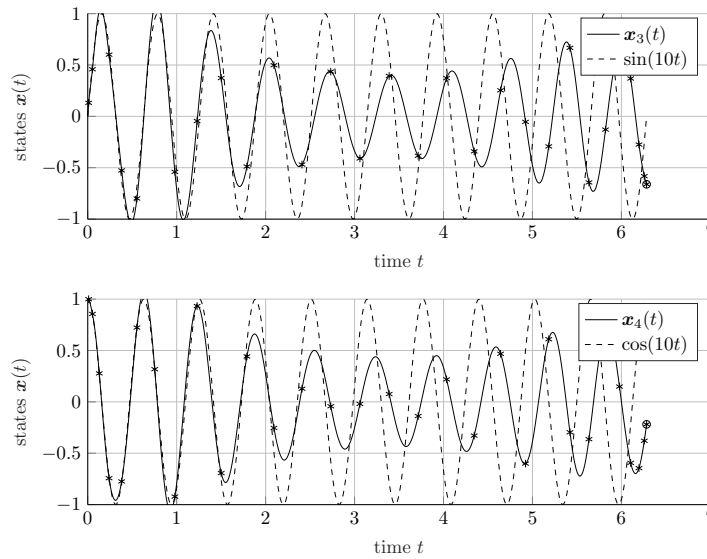 1
0.5
0
−0.5
−1
states x(t)
x₃(t)
sin(10t)
0 1 2 3 4 5 6 7
time t
1
0.5
0
−0.5
−1
states x(t)
x₄(t)
cos(10t)
0 1 2 3 4 5 6 7
time t